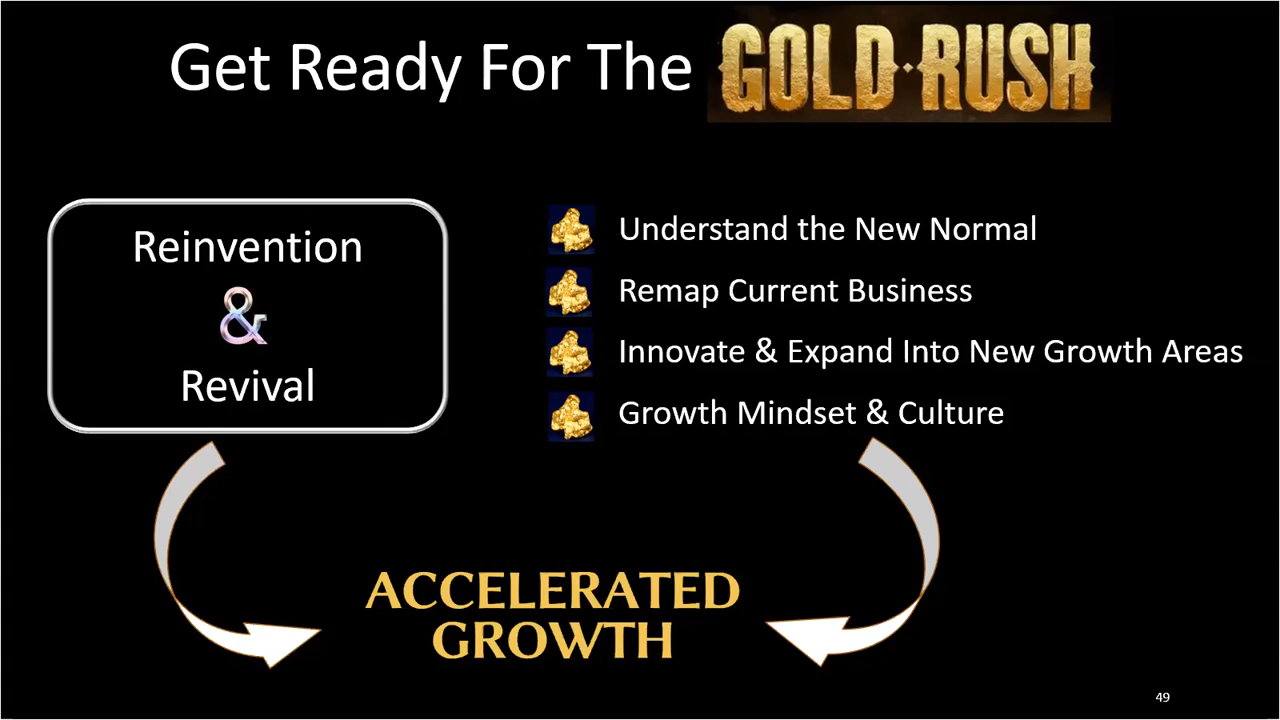 Get Ready For The GOLD·RUSH
Reinvention
&
Revival
Understand the New Normal
Remap Current Business
Innovate & Expand Into New Growth Areas
Growth Mindset & Culture
ACCELERATED
GROWTH
49